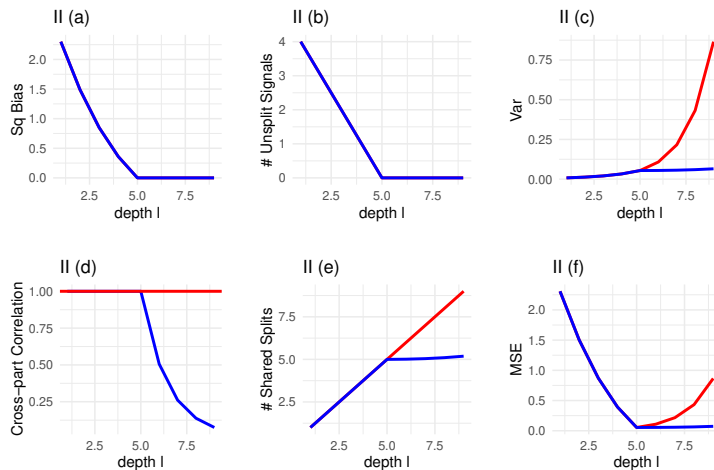 II (a)
Sq Bias
2.0
1.5
1.0
0.5
0.0
2.5
5.0
7.5
depth l
II (b)
# Unsplit Signals
4
3
2
1
0
2.5
5.0
7.5
depth l
II (c)
Var
0.75
0.50
0.25
0.00
2.5
5.0
7.5
depth l
II (d)
Cross−part Correlation
1.00
0.75
0.50
0.25
2.5
5.0
7.5
depth l
II (e)
# Shared Splits
7.5
5.0
2.5
2.5
5.0
7.5
depth l
II (f)
MSE
2.0
1.5
1.0
0.5
0.0
2.5
5.0
7.5
depth l